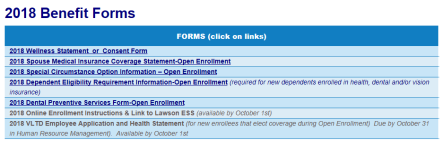 2018 Benefit Forms
FORMS (click on links)
2018 Wellness Statement or Consent Form
2018 Spouse Medical Insurance Coverage Statement-Open Enrollment
2018 Special Circumstance Option Information – Open Enrollment
2018 Dependent Eligibility Requirement Information-Open Enrollment (required for new dependents enrolled in health, dental and/or vision
insurance)
2018 Dental Preventive Services Form-Open Enrollment
2018 Online Enrollment Instructions & Link to Lawson ESS (available by October 1st)
2018 VLTD Employee Application and Health Statement (for new enrollees that elect coverage during Open Enrollment) Due by October 31
in Human Resource Management). Available by October 1st